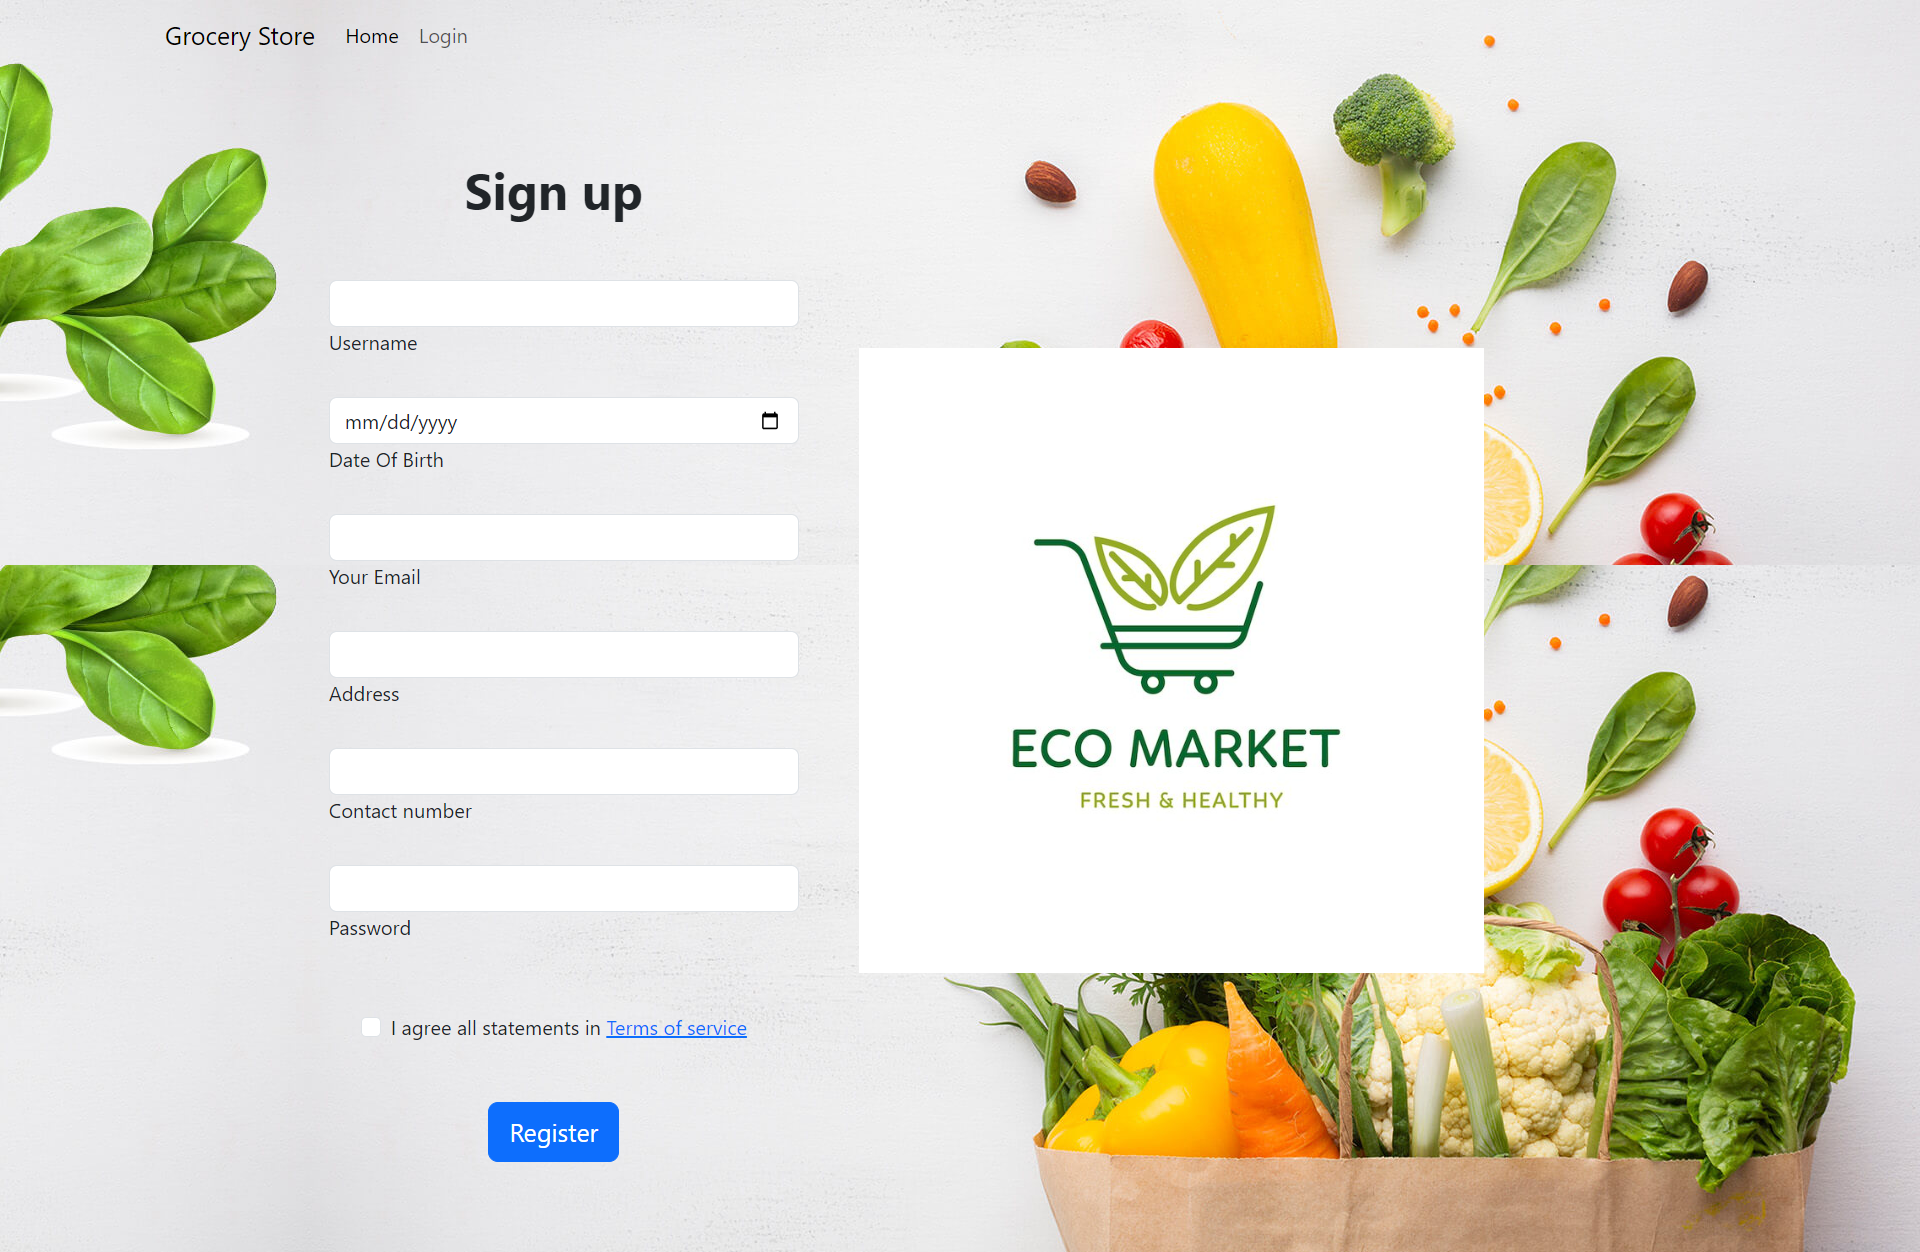 Grocery Store Home Login
Sign up
Username
mm/dd/yyyy
Date Of Birth
Your Email
Address
Contact number
Password
I agree all statements in Terms of service
Register
ECO MARKET
FRESH & HEALTHY